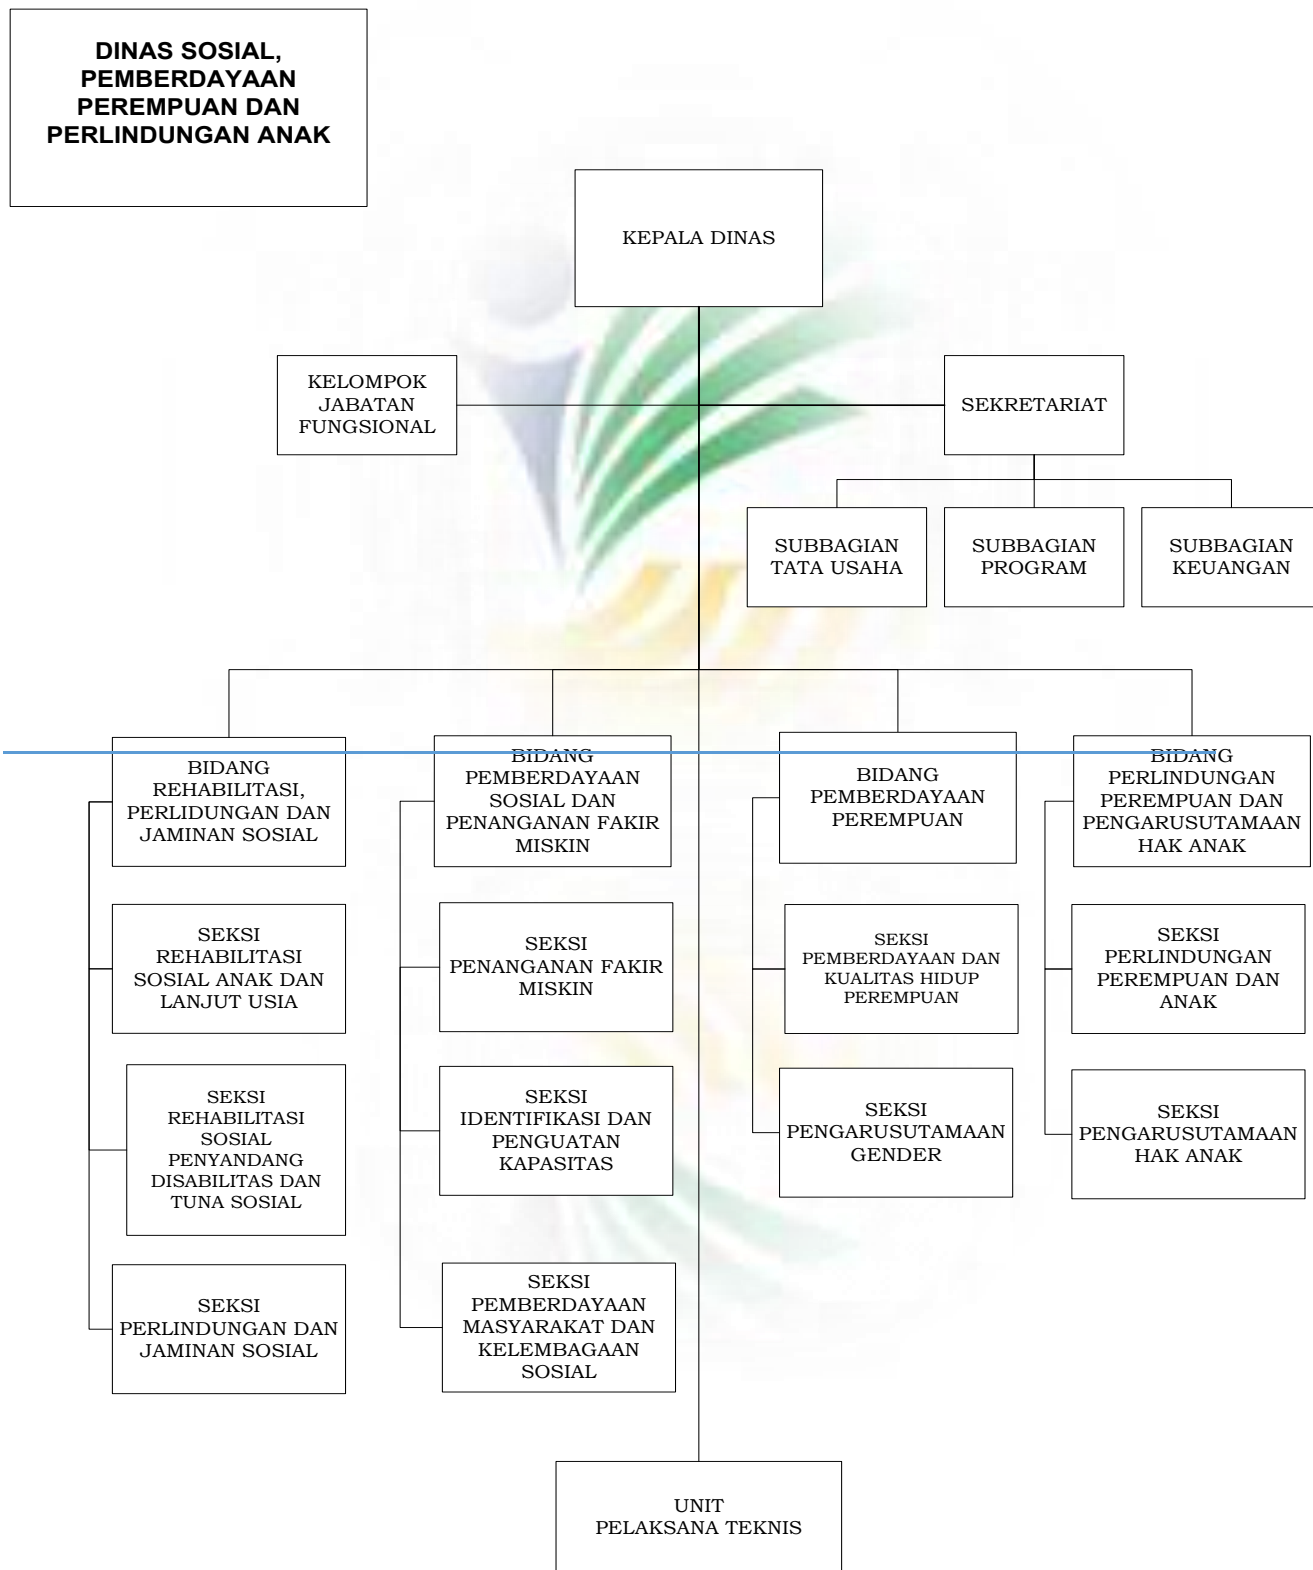 DINAS SOSIAL,
PEMBERDAYAAN
PEREMPUAN DAN
PERLINDUNGAN ANAK
KEPALA DINAS
KELOMPOK
JABATAN
FUNGSIONAL
SEKRETARIAT
SUBBAGIAN
TATA USAHA
SUBBAGIAN
PROGRAM
SUBBAGIAN
KEUANGAN
BIDANG
REHABILITASI,
PERLIDUNGAN DAN
JAMINAN SOSIAL
BIDANG
PEMBERDAYAAN
SOSIAL DAN
PENANGANAN FAKIR
MISKIN
BIDANG
PEMBERDAYAAN
PEREMPUAN
BIDANG
PERLINDUNGAN
PEREMPUAN DAN
PENGARUSUTAMAAN
HAK ANAK
SEKSI
REHABILITASI
SOSIAL ANAK DAN
LANJUT USIA
SEKSI
PENANGANAN FAKIR
MISKIN
SEKSI
PEMBERDAYAAN DAN
KUALITAS HIDUP
PEREMPUAN
SEKSI
PERLINDUNGAN
PEREMPUAN DAN
ANAK
SEKSI
REHABILITASI
SOSIAL
PENYANDANG
DISABILITAS DAN
TUNA SOSIAL
SEKSI
IDENTIFIKASI DAN
PENGUATAN
KAPASITAS
SEKSI
PENGARUSUTAMAAN
GENDER
SEKSI
PENGARUSUTAMAAN
HAK ANAK
SEKSI
PERLINDUNGAN DAN
JAMINAN SOSIAL
SEKSI
PEMBERDAYAAN
MASYARAKAT DAN
KELEMBAGAAN
SOSIAL
UNIT
PELAKSANA TEKNIS